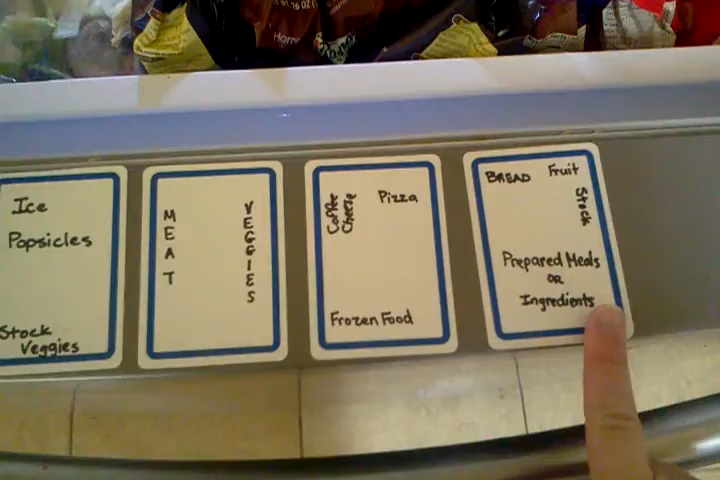 Ice
Popsicles
Stock
Veggies
MEAT
VEGGIES
Coffee
Cheese
Pizza
Frozen Food
BREAD
Fruit
Stock
Prepared Meals
OR
Ingredients